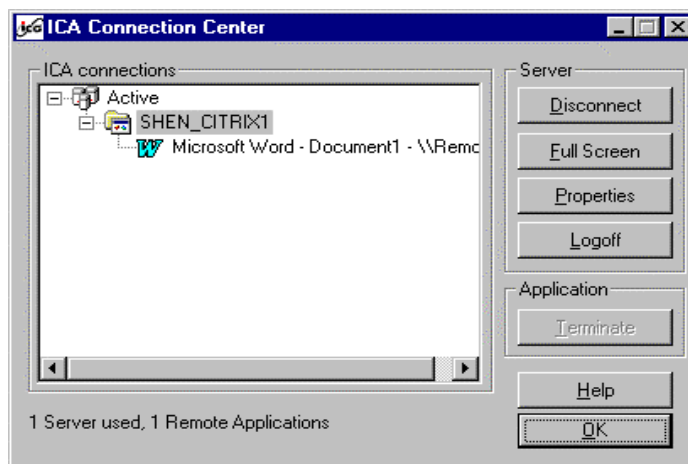 ICA Connection Center
ICA connections
Active
SHEN_CITRIX1
Microsoft Word - Document1 - \\Remo
Server
Disconnect
Full Screen
Properties
Logoff
Application
Terminate
Help
OK
1 Server used, 1 Remote Applications